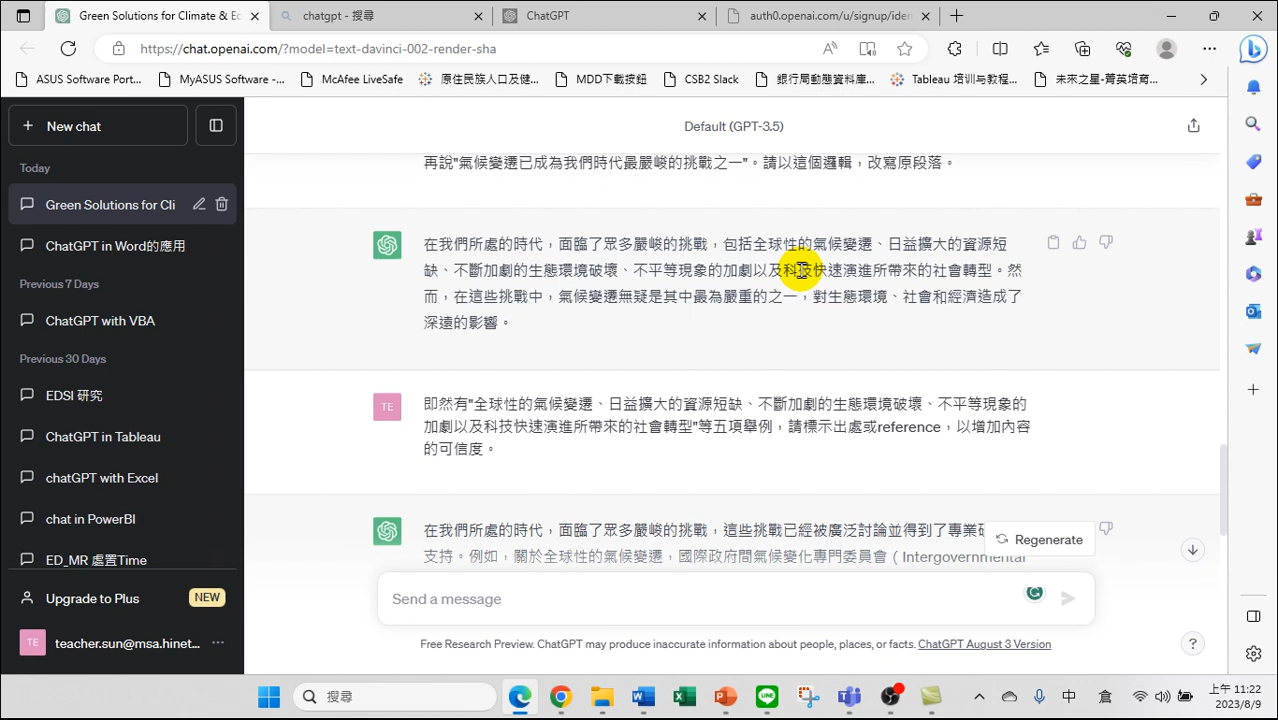 Green Solutions for Climate & Ec
chatgpt - 搜尋
ChatGPT
auth0.openai.com/u/signup/iden
https://chat.openai.com/?model=text-davinci-002-render-sha
ASUS Software Port...
MyASUS Software -...
McAfee LiveSafe
原住民族人口及健...
MDD下載按鈕
CSB2 Slack
銀行局動態資料庫...
Tableau 培训与教程...
未來之星-菁英培育...
New chat
Today
Green Solutions for Cli
ChatGPT in Word的應用
Previous 7 Days
ChatGPT with VBA
Previous 30 Days
EDSI 研究
ChatGPT in Tableau
chatGPT with Excel
chat in PowerBI
ED_MR 處置Time
Upgrade to Plus
NEW
TE
teacher.sun@msa.hinet...
Default (GPT-3.5)
再說"氣候變遷已成為我們時代最嚴峻的挑戰之一"。請以這個邏輯，改寫原段落。
在我們所處的時代，面臨了眾多嚴峻的挑戰，包括全球性的氣候變遷、日益擴大的資源短
缺、不斷加劇的生態環境破壞、不平等現象的加劇以及科技快速演進所帶來的社會轉型。然
而，在這些挑戰中，氣候變遷無疑是其中最為嚴重的之一，對生態環境、社會和經濟造成了
深遠的影響。
TE
即然有"全球性的氣候變遷、日益擴大的資源短缺、不斷加劇的生態環境破壞、不平等現象的
加劇以及科技快速演進所帶來的社會轉型"等五項舉例，請標示出處或reference，以增加內容
的可信度。
在我們所處的時代，面臨了眾多嚴峻的挑戰，這些挑戰已經被廣泛討論並得到了專業
支持。例如，關於全球性的氣候變遷，國際政府間氣候變化專門委員會（Intergovernmental
Regenerate
Send a message
Free Research Preview. ChatGPT may produce inaccurate information about people, places, or facts. ChatGPT August 3 Version
?
搜尋
中
倉
上午 11:22
2023/8/9